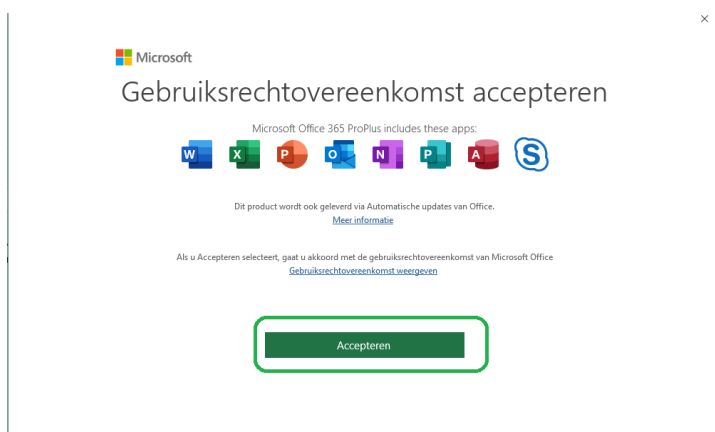 Microsoft
Gebruiksrechtovereenkomst accepteren
Microsoft Office 365 ProPlus includes these apps:
W X P O N P A S
Dit product wordt ook geleverd via Automatische updates van Office.
Meer informatie
Als u Accepteren selecteert, gaat u akkoord met de gebruiksrechtovereenkomst van Microsoft Office
Gebruiksrechtovereenkomst weergeven
Accepteren